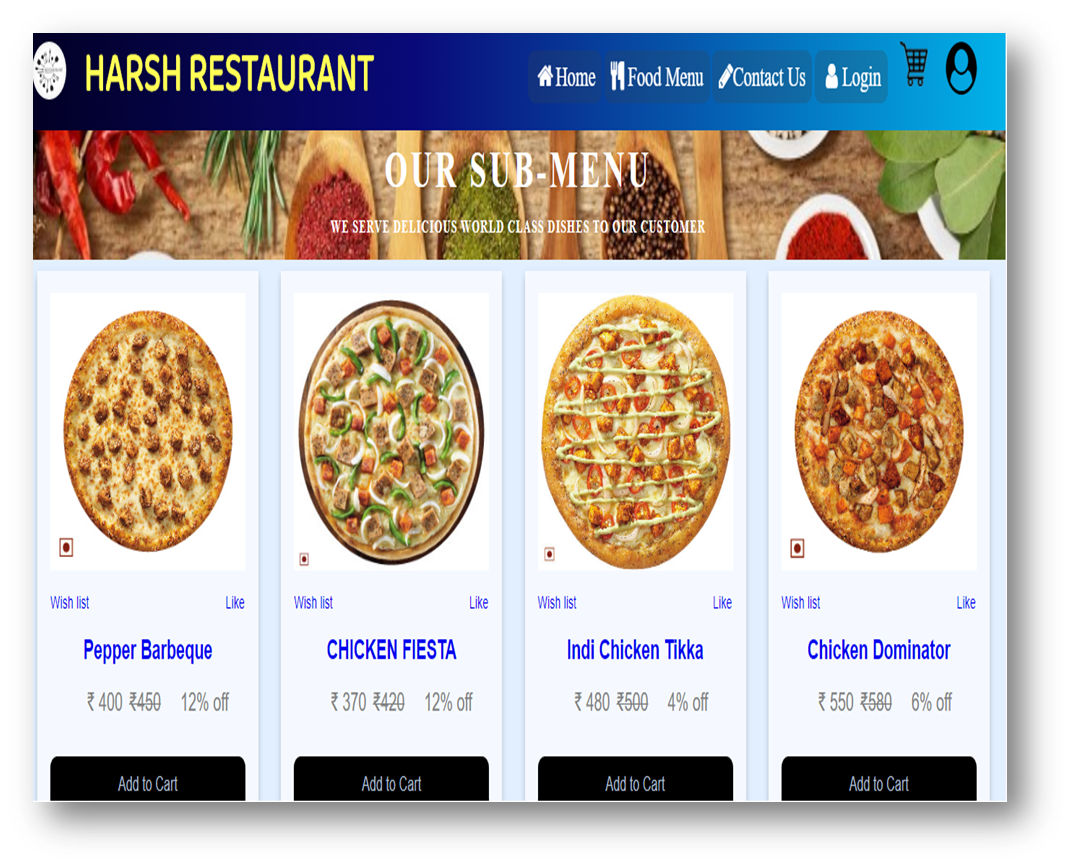 HARSH RESTAURANT
Home Food Menu Contact Us Login
OUR SUB-MENU
WE SERVE DELICIOUS WORLD CLASS DISHES TO OUR CUSTOMER
Wish list Like
Wish list Like
Wish list Like
Wish list Like
Pepper Barbeque
CHICKEN FIESTA
Indi Chicken Tikka
Chicken Dominator
₹ 400 ₹450 12% off
₹ 370 ₹420 12% off
₹ 480 ₹500 4% off
₹ 550 ₹580 6% off
Add to Cart
Add to Cart
Add to Cart
Add to Cart